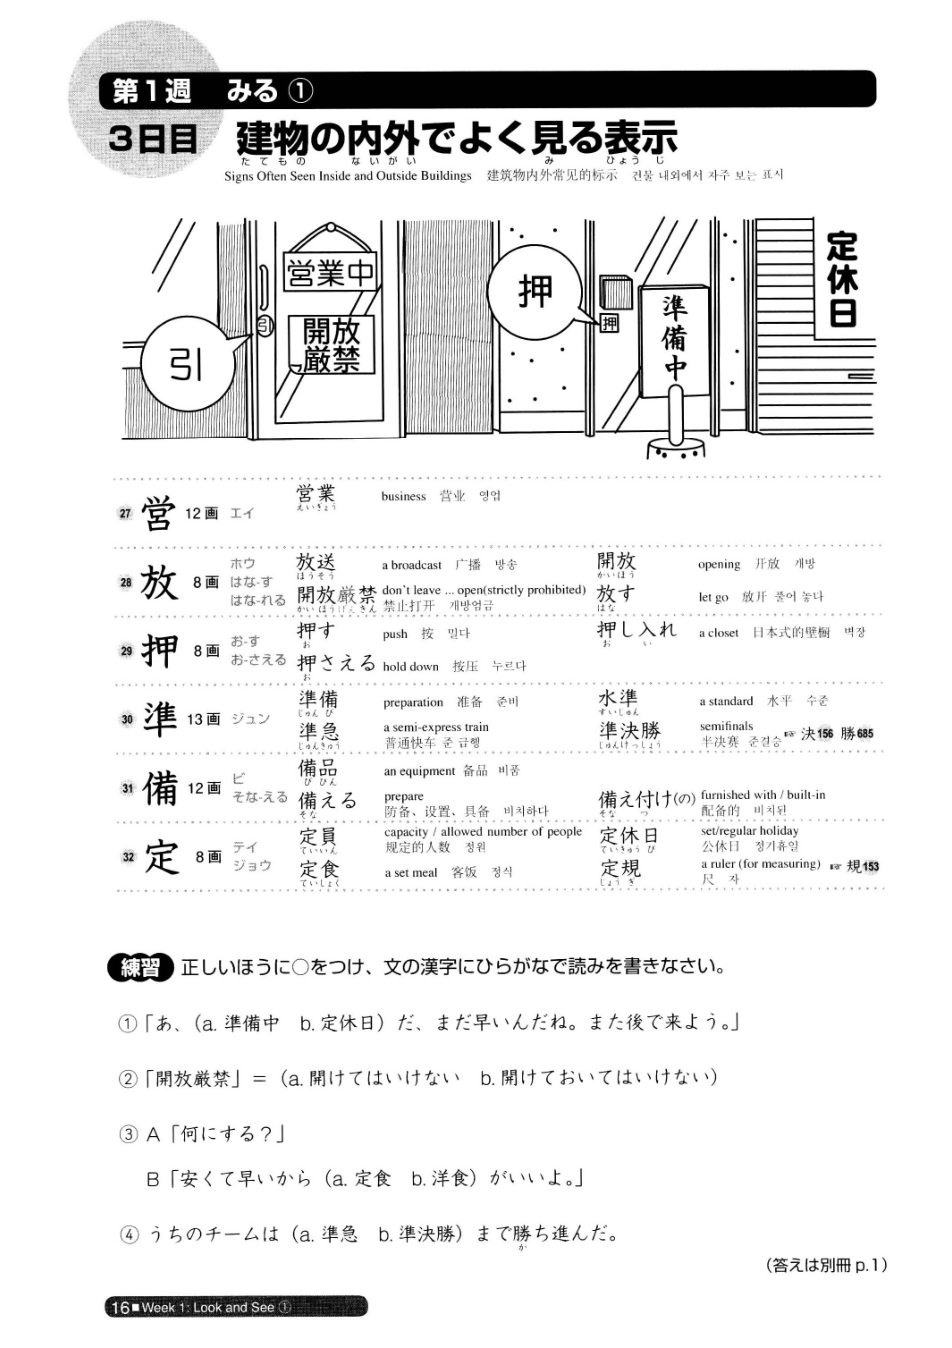 第1週 みる①
3日目 建物の内外でよく見る表示
たてもの ないがい み ひょうじ
Signs Often Seen Inside and Outside Buildings 建筑物内外常见的标示 건물 내외에서 자주 보는 표시
営業中
開放
厳禁
引
引
押
押
準備中
定休日
27 営 12画 エイ
営業 business 营业 영업
えいぎょう
28 放 8画 ホウ はな-す はな-れる
放送 a broadcast 广播 방송
ほうそう
開放 opening 开放 개방
かいほう
開放厳禁 don't leave ... open(strictly prohibited) 禁止打开 개방엄금
かいほうげんきん
放す let go 放开 풀어 놓다
はな
29 押 8画 お-す お-さえる
押す push 按 밀다
お
押し入れ a closet 日本式的壁橱 벽장
お い
押さえる hold down 按压 누르다
お
30 準 13画 ジュン
準備 preparation 准备 준비
じゅんび
水準 a standard 水平 수준
すいじゅん
準急 a semi-express train 普通快车 준급행
じゅんきゅう
準決勝 semifinals 半决赛 준결승 ☞ 決156 勝685
じゅんけっしょう
31 備 12画 ビ そな-える
備品 an equipment 备品 비품
びひん
備える prepare 防备、设置、具备 비치하다
そな
備え付け(の) furnished with / built-in 配备的 비치된
そな つ
32 定 8画 テイ ジョウ
定員 capacity / allowed number of people 规定的人数 정원
ていいん
定休日 set/regular holiday 公休日 정기휴일
ていきゅうび
定食 a set meal 客饭 정식
ていしょく
定規 a ruler (for measuring) 尺 자 ☞ 規153
じょうぎ
練習 正しいほうに○をつけ、文の漢字にひらがなで読みを書きなさい。
①「あ、(a. 準備中 b. 定休日) だ、まだ早いんだね。また後で来よう。」
②「開放厳禁」＝ (a. 開けてはいけない b. 開けておいてはいけない)
③ A「何にする？」
B「安くて早いから (a. 定食 b. 洋食) がいいよ。」
④ うちのチームは (a. 準急 b. 準決勝) まで勝ち進んだ。
か
(答えは別冊 p.1)
16■Week 1: Look and See ①